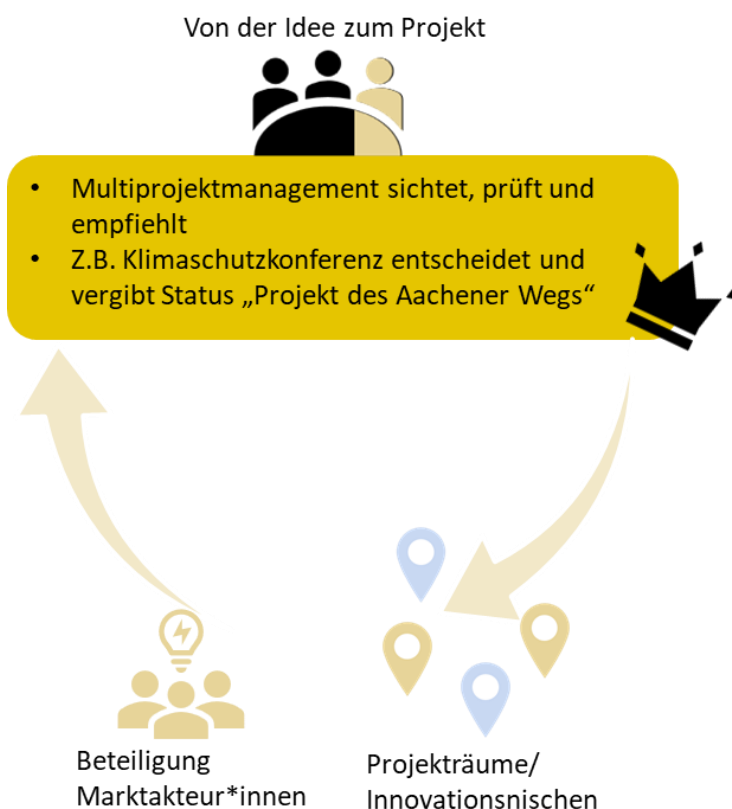 Von der Idee zum Projekt
• Multiprojektmanagement sichtet, prüft und
empfiehlt
• Z.B. Klimaschutzkonferenz entscheidet und
vergibt Status „Projekt des Aachener Wegs“
Beteiligung
Marktakteur*innen
Projekträume/
Innovationsnischen